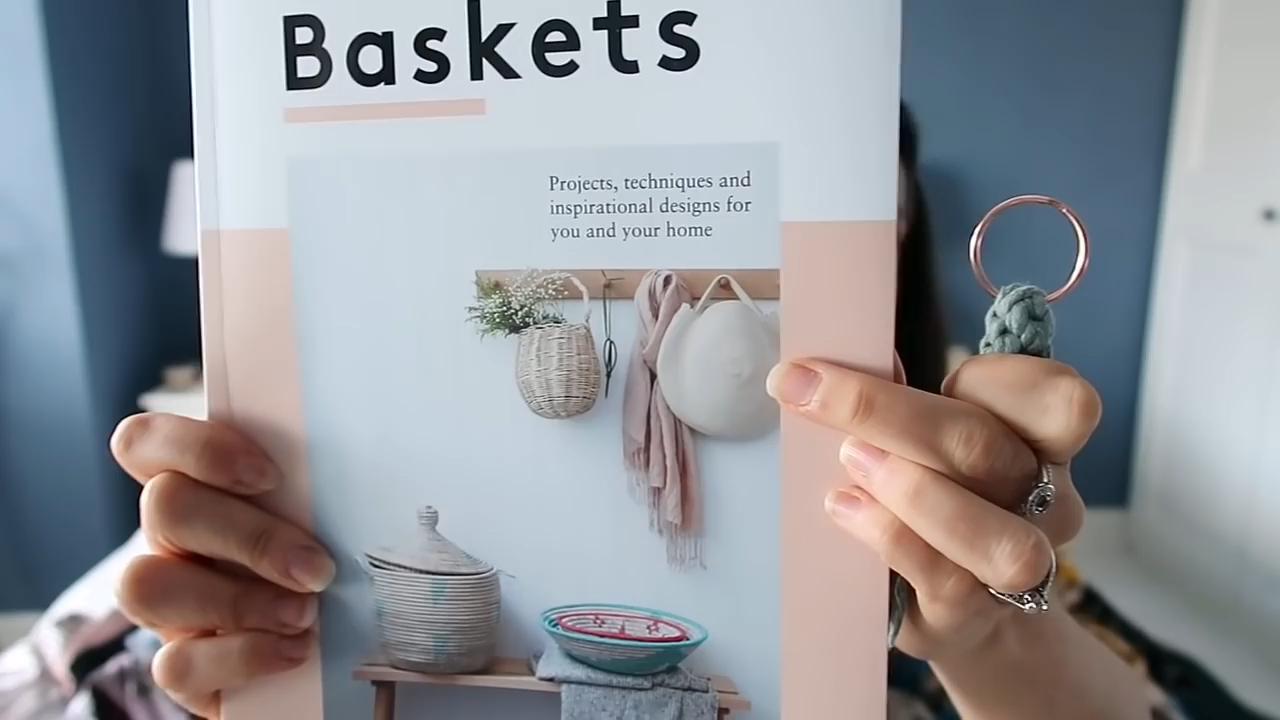 Baskets
Projects, techniques and
inspirational designs for
you and your home